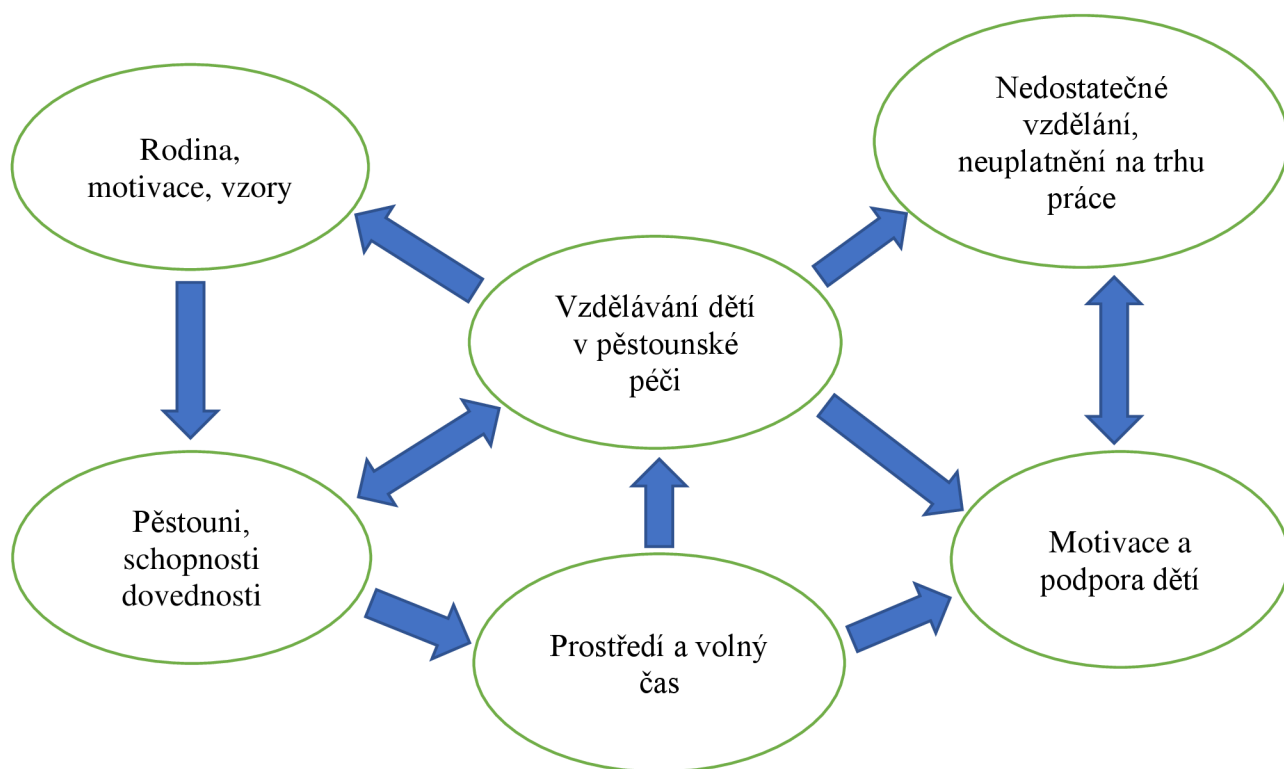 Rodina,
motivace, vzory
Nedostatečné
vzdělání,
neuplatnění na trhu
práce
Vzdělávání dětí
v pěstounské
péči
Pěstouni,
schopnosti
dovednosti
Prostředí a volný
čas
Motivace a
podpora dětí